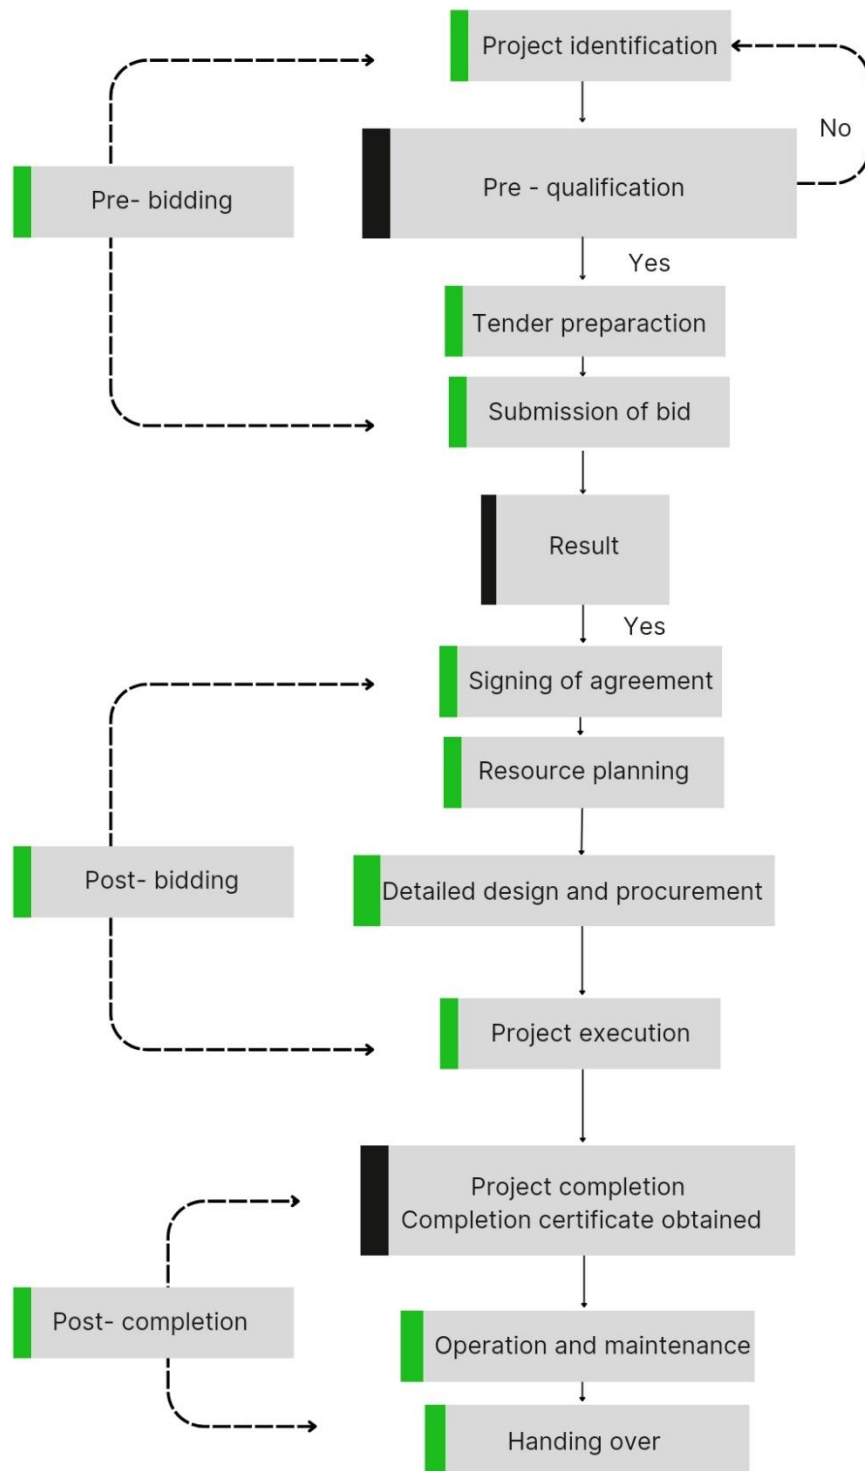 Project identification
No
Pre- bidding
Pre - qualification
Yes
Tender preparaction
Submission of bid
Result
Yes
Signing of agreement
Resource planning
Post- bidding
Detailed design and procurement
Project execution
Project completion
Completion certificate obtained
Post- completion
Operation and maintenance
Handing over